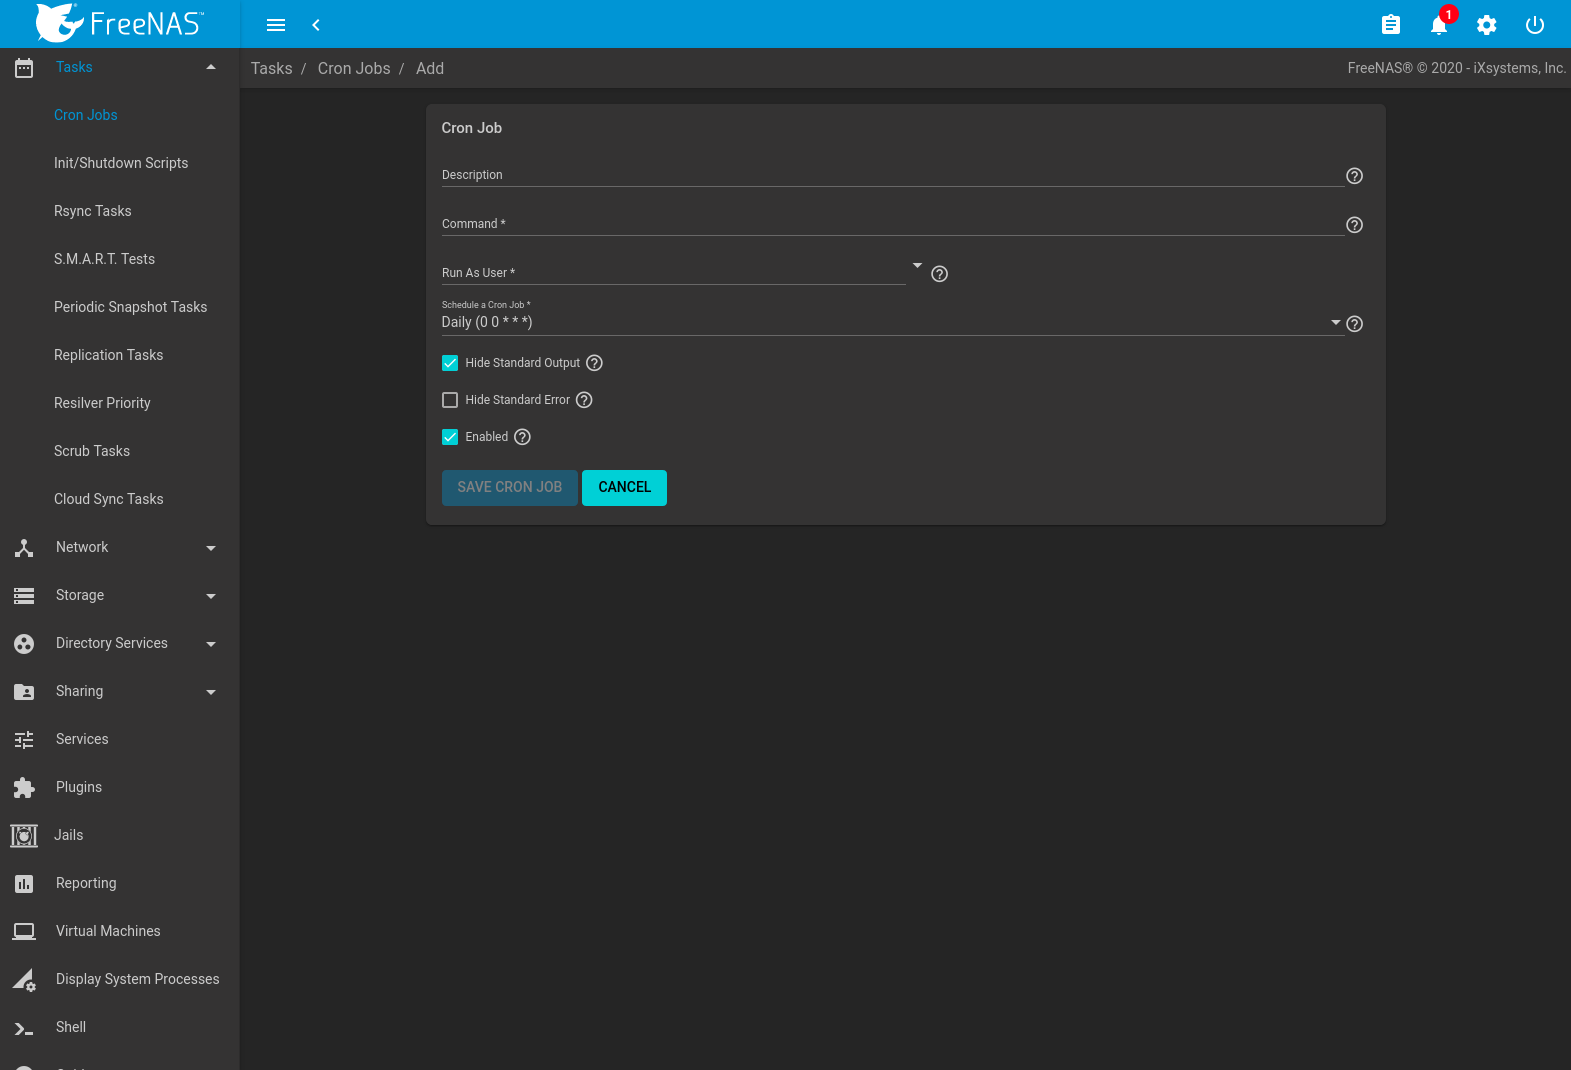 FreeNAS™
1
Tasks
Cron Jobs
Init/Shutdown Scripts
Rsync Tasks
S.M.A.R.T. Tests
Periodic Snapshot Tasks
Replication Tasks
Resilver Priority
Scrub Tasks
Cloud Sync Tasks
Network
Storage
Directory Services
Sharing
Services
Plugins
Jails
Reporting
Virtual Machines
Display System Processes
Shell
Tasks / Cron Jobs / Add
FreeNAS® © 2020 - iXsystems, Inc.
Cron Job
Description
Command *
Run As User *
Schedule a Cron Job *
Daily (0 0 * * *)
Hide Standard Output
Hide Standard Error
Enabled
SAVE CRON JOB
CANCEL